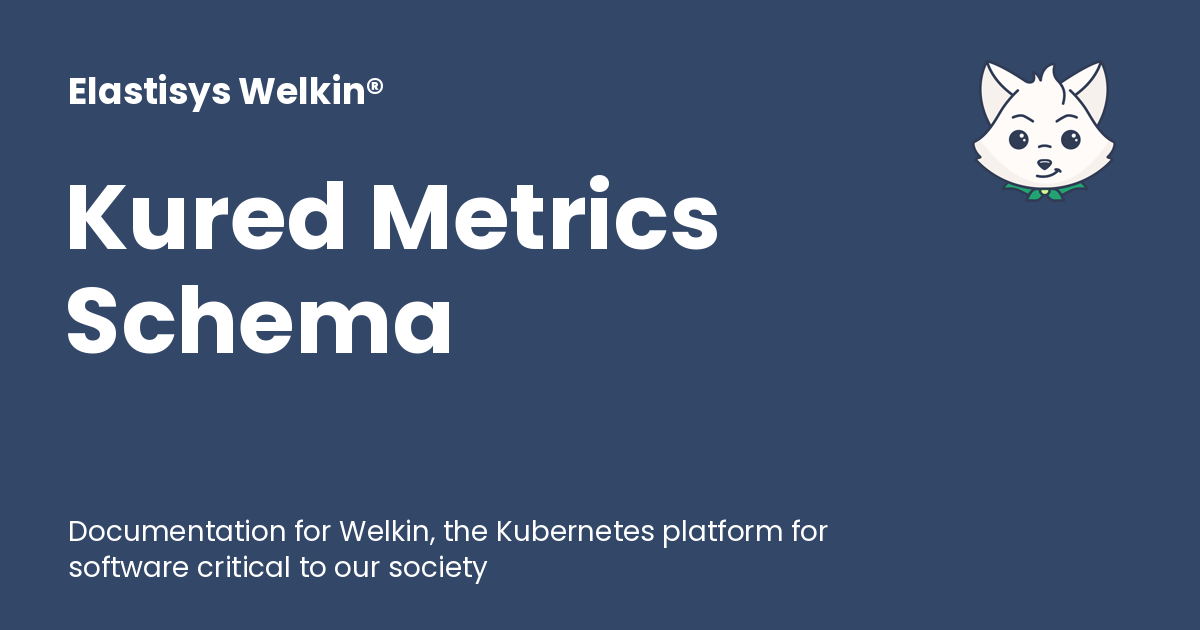 Elastisys Welkin®
Kured Metrics
Schema
Documentation for Welkin, the Kubernetes platform for
software critical to our society